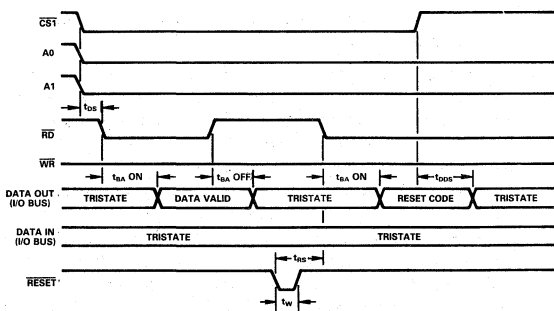 CS1
A0
A1
tDS
RD
WR
tBA ON tBA OFF tBA ON tDDS
DATA OUT (I/O BUS) TRISTATE DATA VALID TRISTATE RESET CODE TRISTATE
DATA IN (I/O BUS) TRISTATE TRISTATE
tRS
RESET
tW